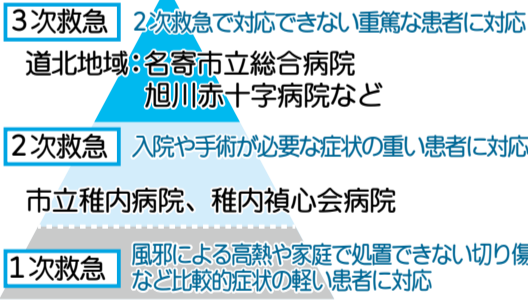 3次救急
2次救急で対応できない重篤な患者に対応
道北地域:名寄市立総合病院
旭川赤十字病院など
2次救急
入院や手術が必要な症状の重い患者に対応
市立稚内病院、稚内禎心会病院
1次救急
風邪による高熱や家庭で処置できない切り傷
など比較的症状の軽い患者に対応